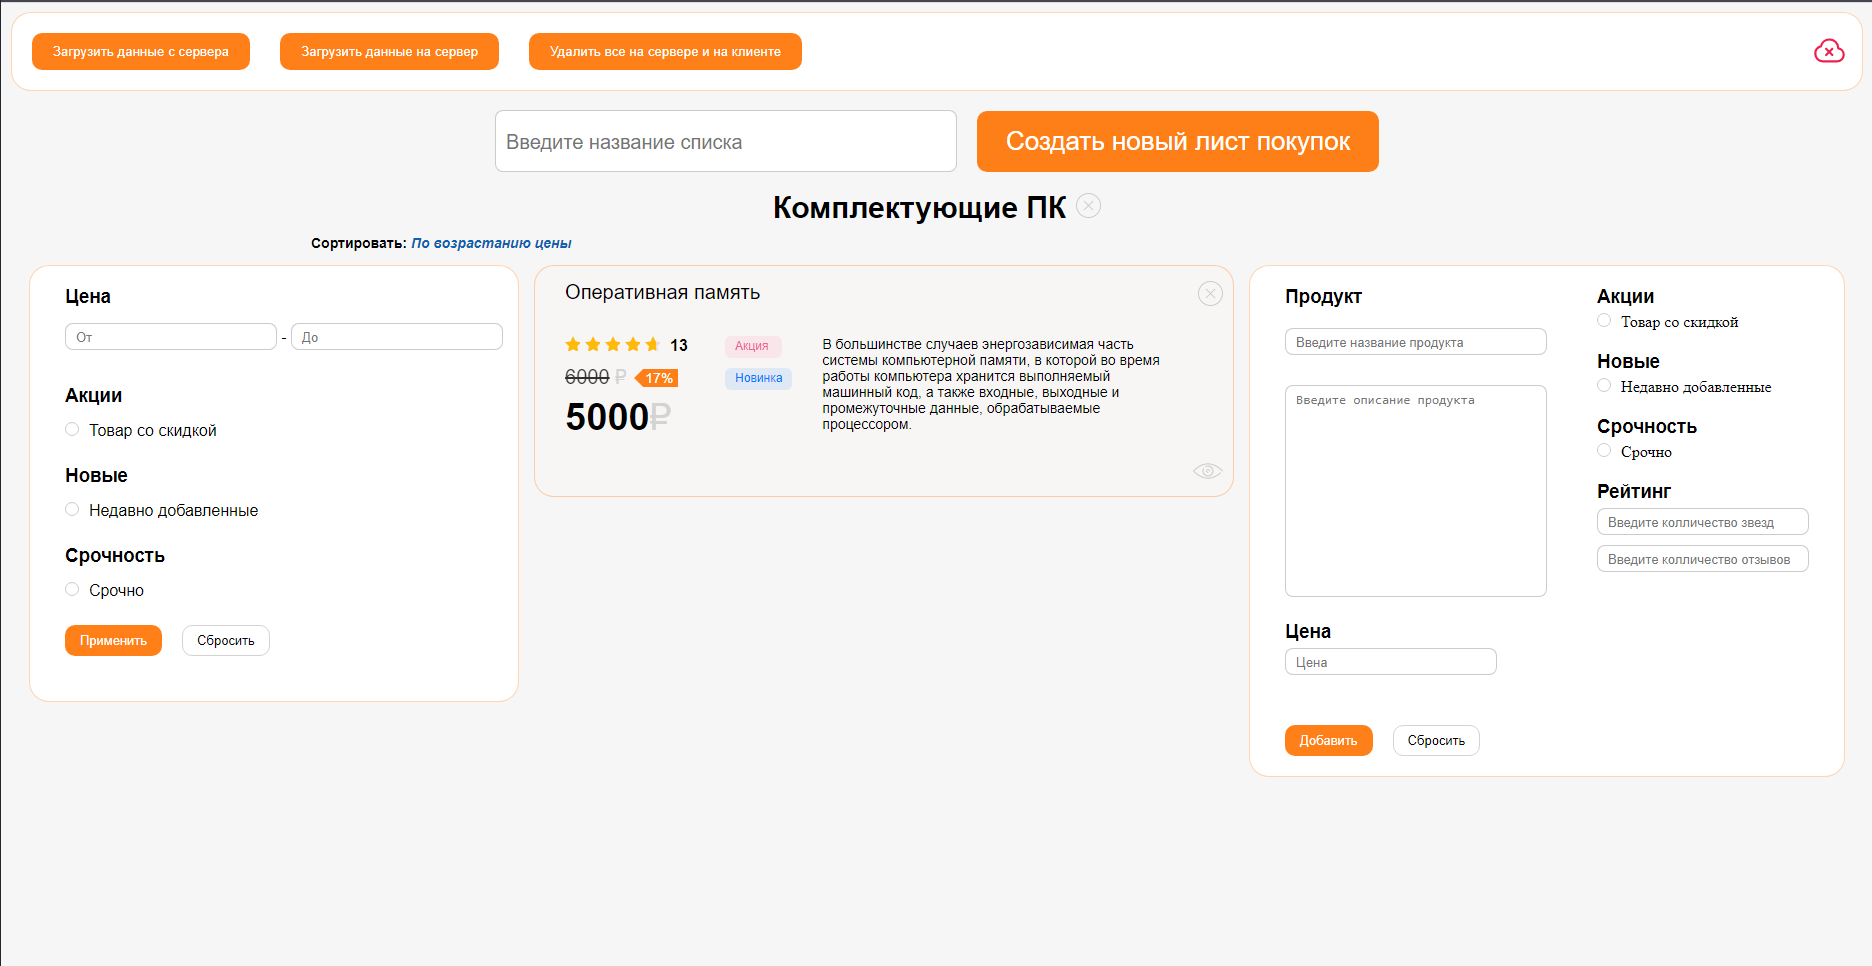 Загрузить данные с сервера
Загрузить данные на сервер
Удалить все на сервере и на клиенте
Введите название списка
Создать новый лист покупок
Комплектующие ПК
Сортировать: По возрастанию цены
Цена
От - До
Акции
Товар со скидкой
Новые
Недавно добавленные
Срочность
Срочно
Применить
Сбросить
Оперативная память
13
6000 ₽ 17%
5000₽
Акция
Новинка
В большинстве случаев энергозависимая часть
системы компьютерной памяти, в которой во время
работы компьютера хранится выполняемый
машинный код, а также входные, выходные и
промежуточные данные, обрабатываемые
процессором.
Продукт
Введите название продукта
Введите описание продукта
Цена
Цена
Добавить
Сбросить
Акции
Товар со скидкой
Новые
Недавно добавленные
Срочность
Срочно
Рейтинг
Введите колличество звезд
Введите колличество отзывов